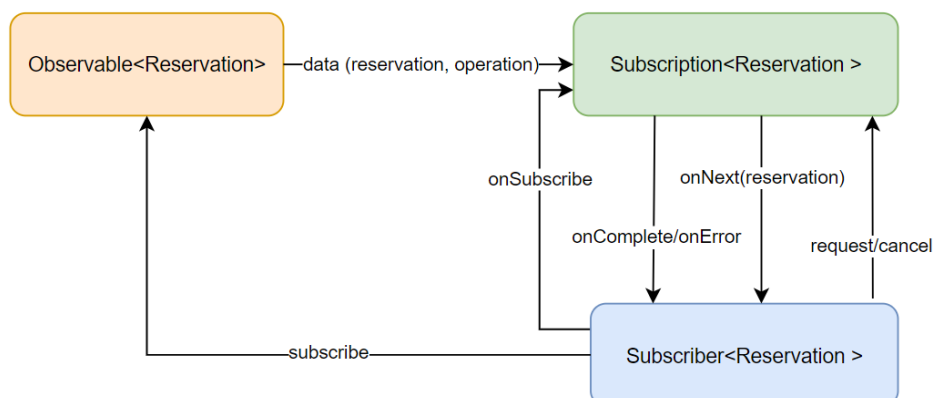 Observable<Reservation>
data (reservation, operation)
Subscription<Reservation >
onSubscribe
onNext(reservation)
onComplete/onError
request/cancel
subscribe
Subscriber<Reservation >